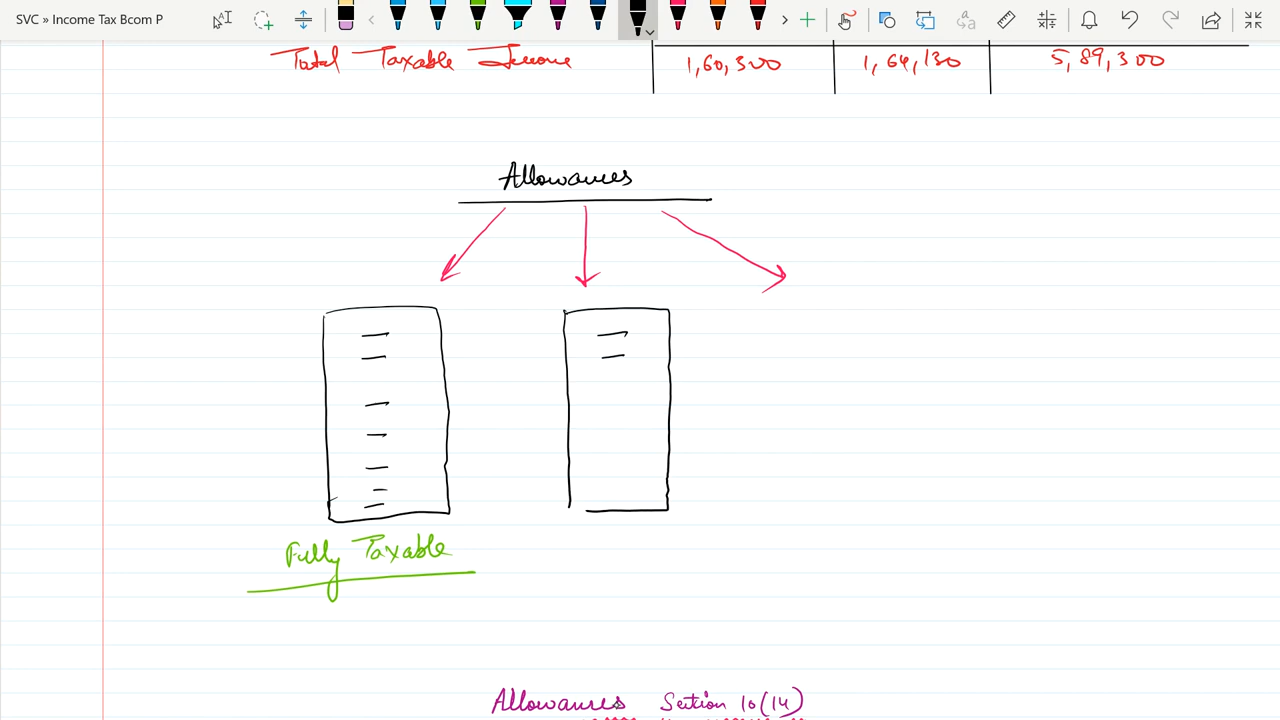 SVC » Income Tax Bcom P
Total Taxable Income 1,60,300 1,64,130 5,89,300
Allowances
Fully Taxable
Allowances Section 10(14)